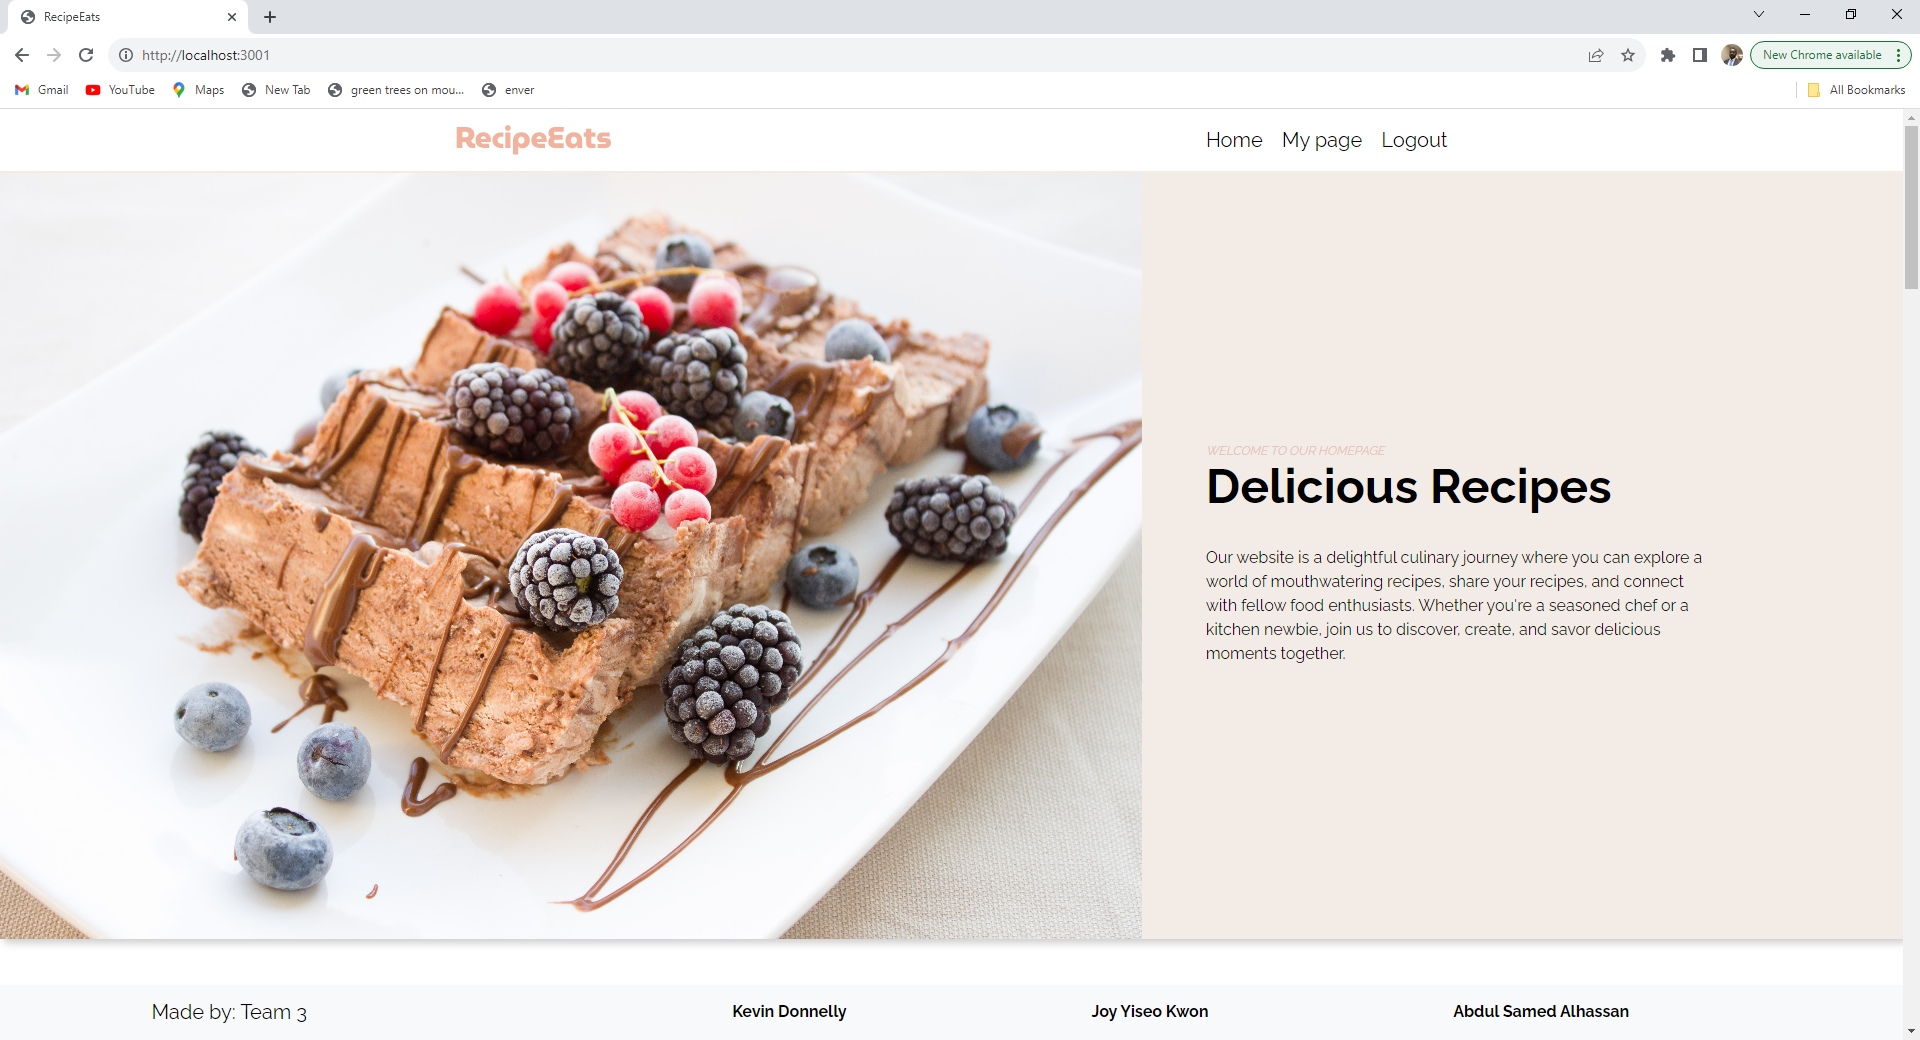 RecipeEats
http://localhost:3001
New Chrome available
Gmail
YouTube
Maps
New Tab
green trees on mou...
enver
All Bookmarks
RecipeEats
Home
My page
Logout
WELCOME TO OUR HOMEPAGE
Delicious Recipes
Our website is a delightful culinary journey where you can explore a
world of mouthwatering recipes, share your recipes, and connect
with fellow food enthusiasts. Whether you're a seasoned chef or a
kitchen newbie, join us to discover, create, and savor delicious
moments together.
Made by: Team 3
Kevin Donnelly
Joy Yiseo Kwon
Abdul Samed Alhassan